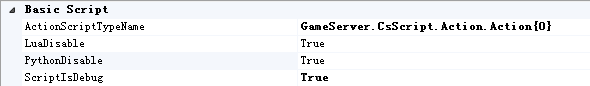 Basic Script
ActionScriptTypeName GameServer.CsScript.Action.Action{0}
LuaDisable True
PythonDisable True
ScriptIsDebug True